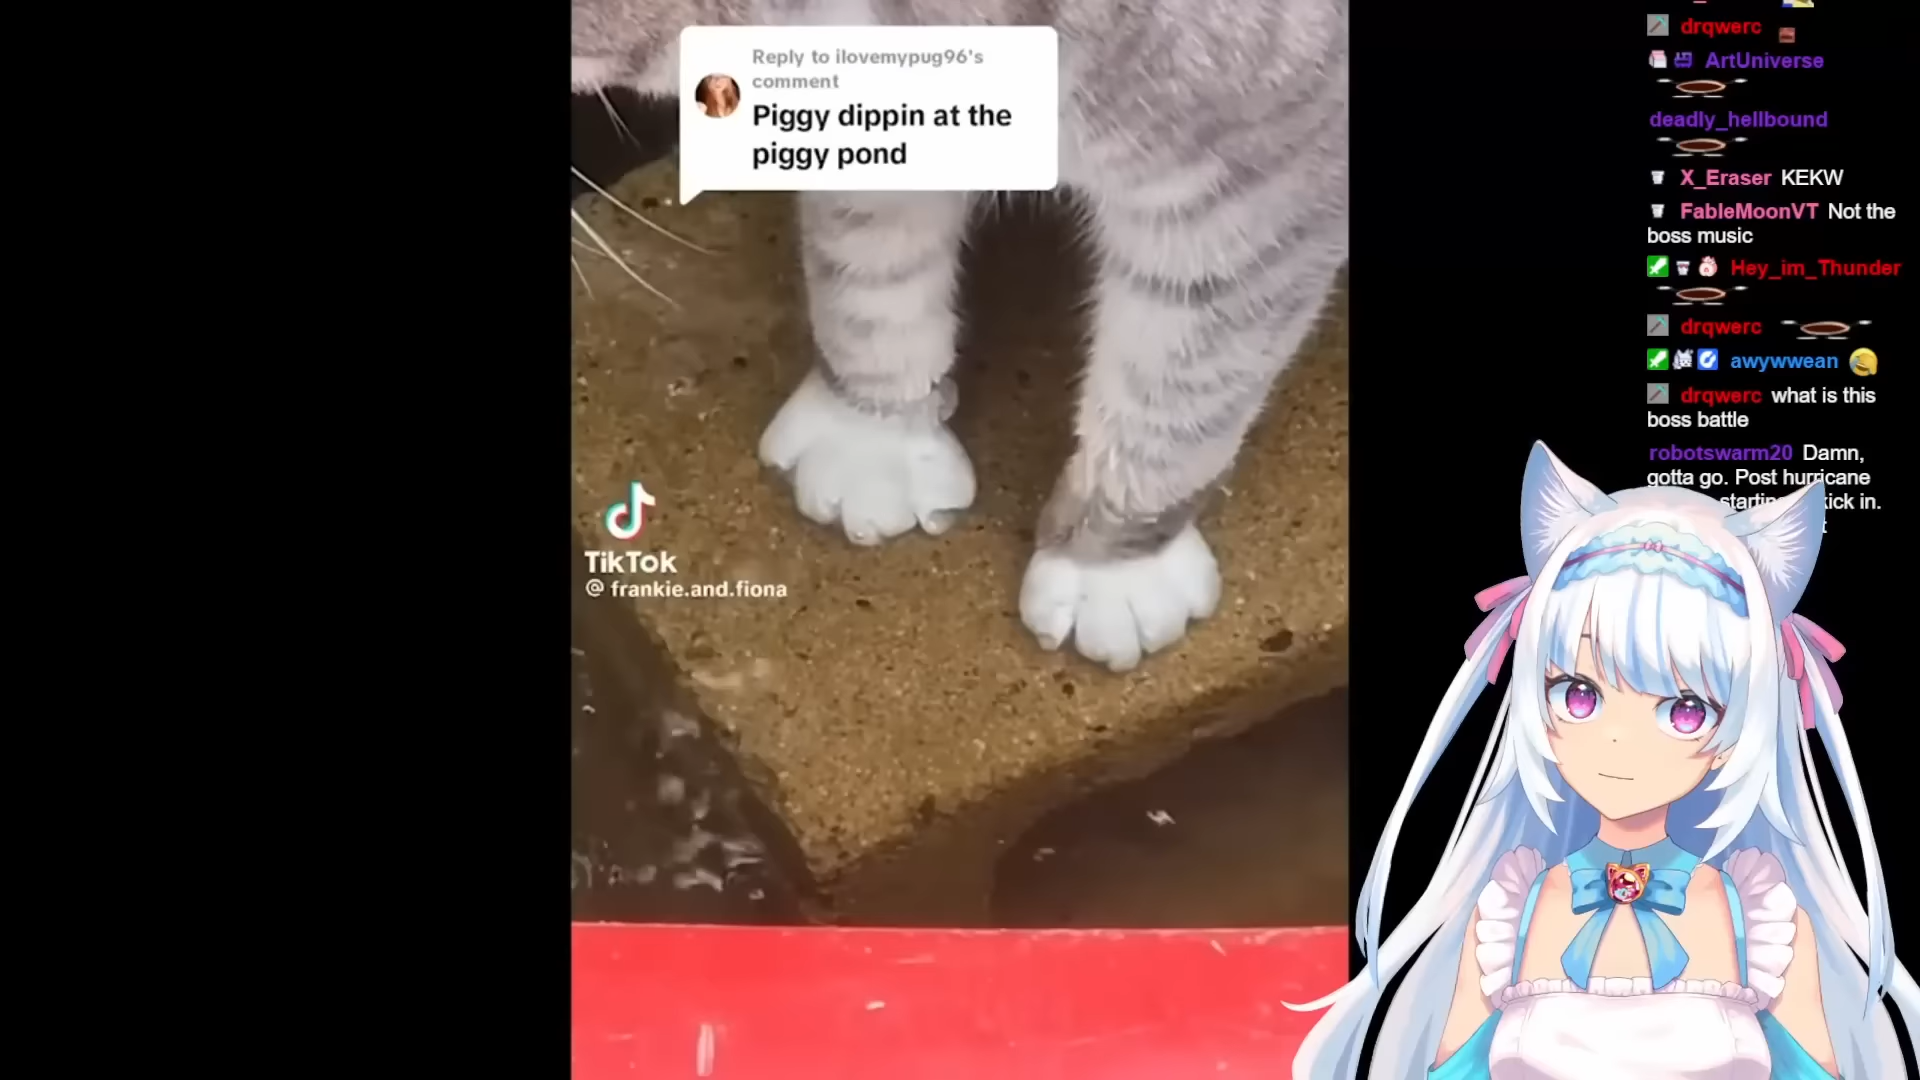 Reply to ilovemypug96's
comment
Piggy dippin at the
piggy pond
TikTok
@ frankie.and.fiona
drqwerc
ArtUniverse
deadly_hellbound
X_Eraser KEKW
FableMoonVT Not the
boss music
Hey_im_Thunder
drqwerc
awywwean
drqwerc what is this
boss battle
robotswarm20 Damn,
gotta go. Post hurricane
kick in.